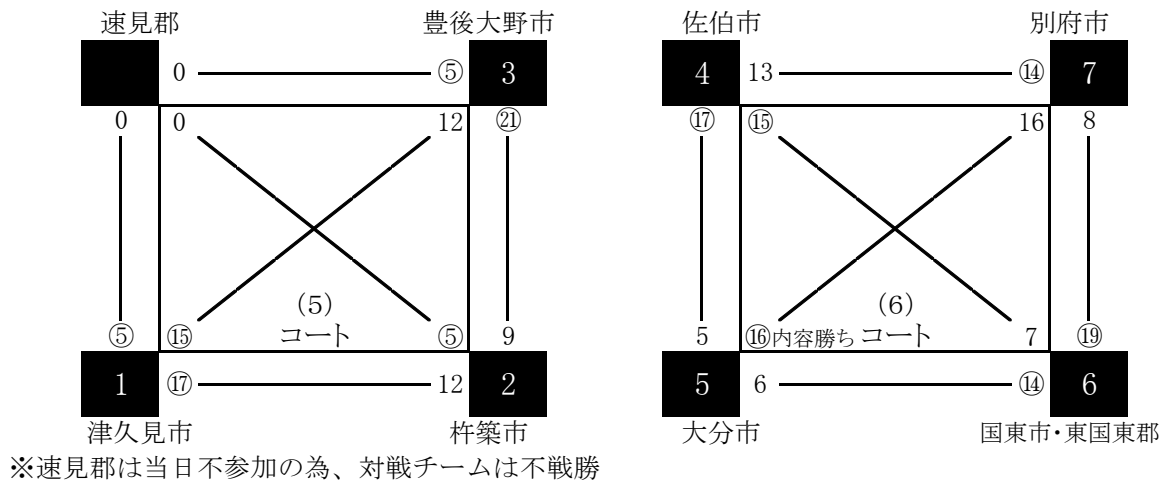 速見郡 豊後大野市 佐伯市 別府市
0 ⑤ 3 4 13 ⑭ 7
0 0 12 ㉑ ⑰ ⑮ 16 8
(5) (6)
⑤ ⑮ コート ⑤ 9 5 ⑯内容勝ち コート 7 ⑲
1 ⑰ 12 2 5 6 ⑭ 6
津久見市 杵築市 大分市 国東市・東国東郡
※速見郡は当日不参加の為、対戦チームは不戦勝